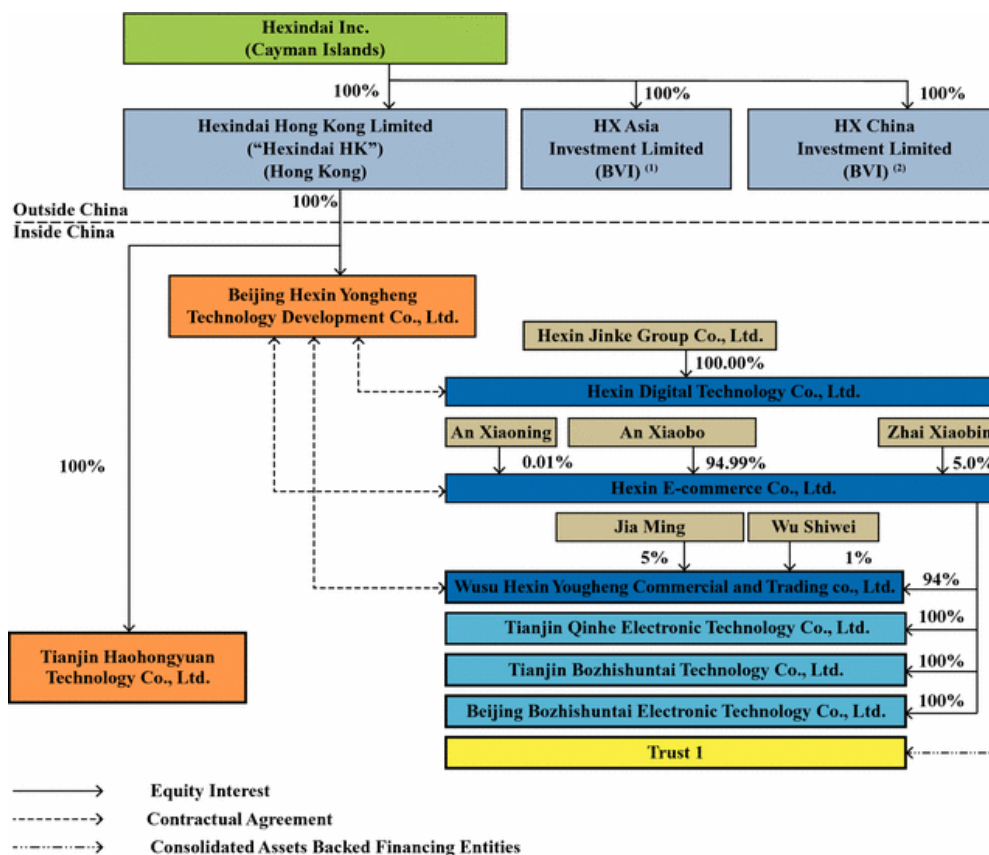 Hexindai Inc.
(Cayman Islands)
100%
100%
100%
Hexindai Hong Kong Limited
(“Hexindai HK”)
(Hong Kong)
HX Asia
Investment Limited
(BVI) (1)
HX China
Investment Limited
(BVI) (2)
100%
Outside China
Inside China
Beijing Hexin Yongheng
Technology Development Co., Ltd.
Hexin Jinke Group Co., Ltd.
100.00%
Hexin Digital Technology Co., Ltd.
An Xiaoning
An Xiaobo
Zhai Xiaobin
0.01%
94.99%
5.0%
100%
Hexin E-commerce Co., Ltd.
Jia Ming
Wu Shiwei
5%
1%
Wusu Hexin Yougheng Commercial and Trading co., Ltd.
94%
Tianjin Qinhe Electronic Technology Co., Ltd.
100%
Tianjin Haohongyuan
Technology Co., Ltd.
Tianjin Bozhishuntai Technology Co., Ltd.
100%
Beijing Bozhishuntai Electronic Technology Co., Ltd.
100%
Trust 1
Equity Interest
Contractual Agreement
Consolidated Assets Backed Financing Entities